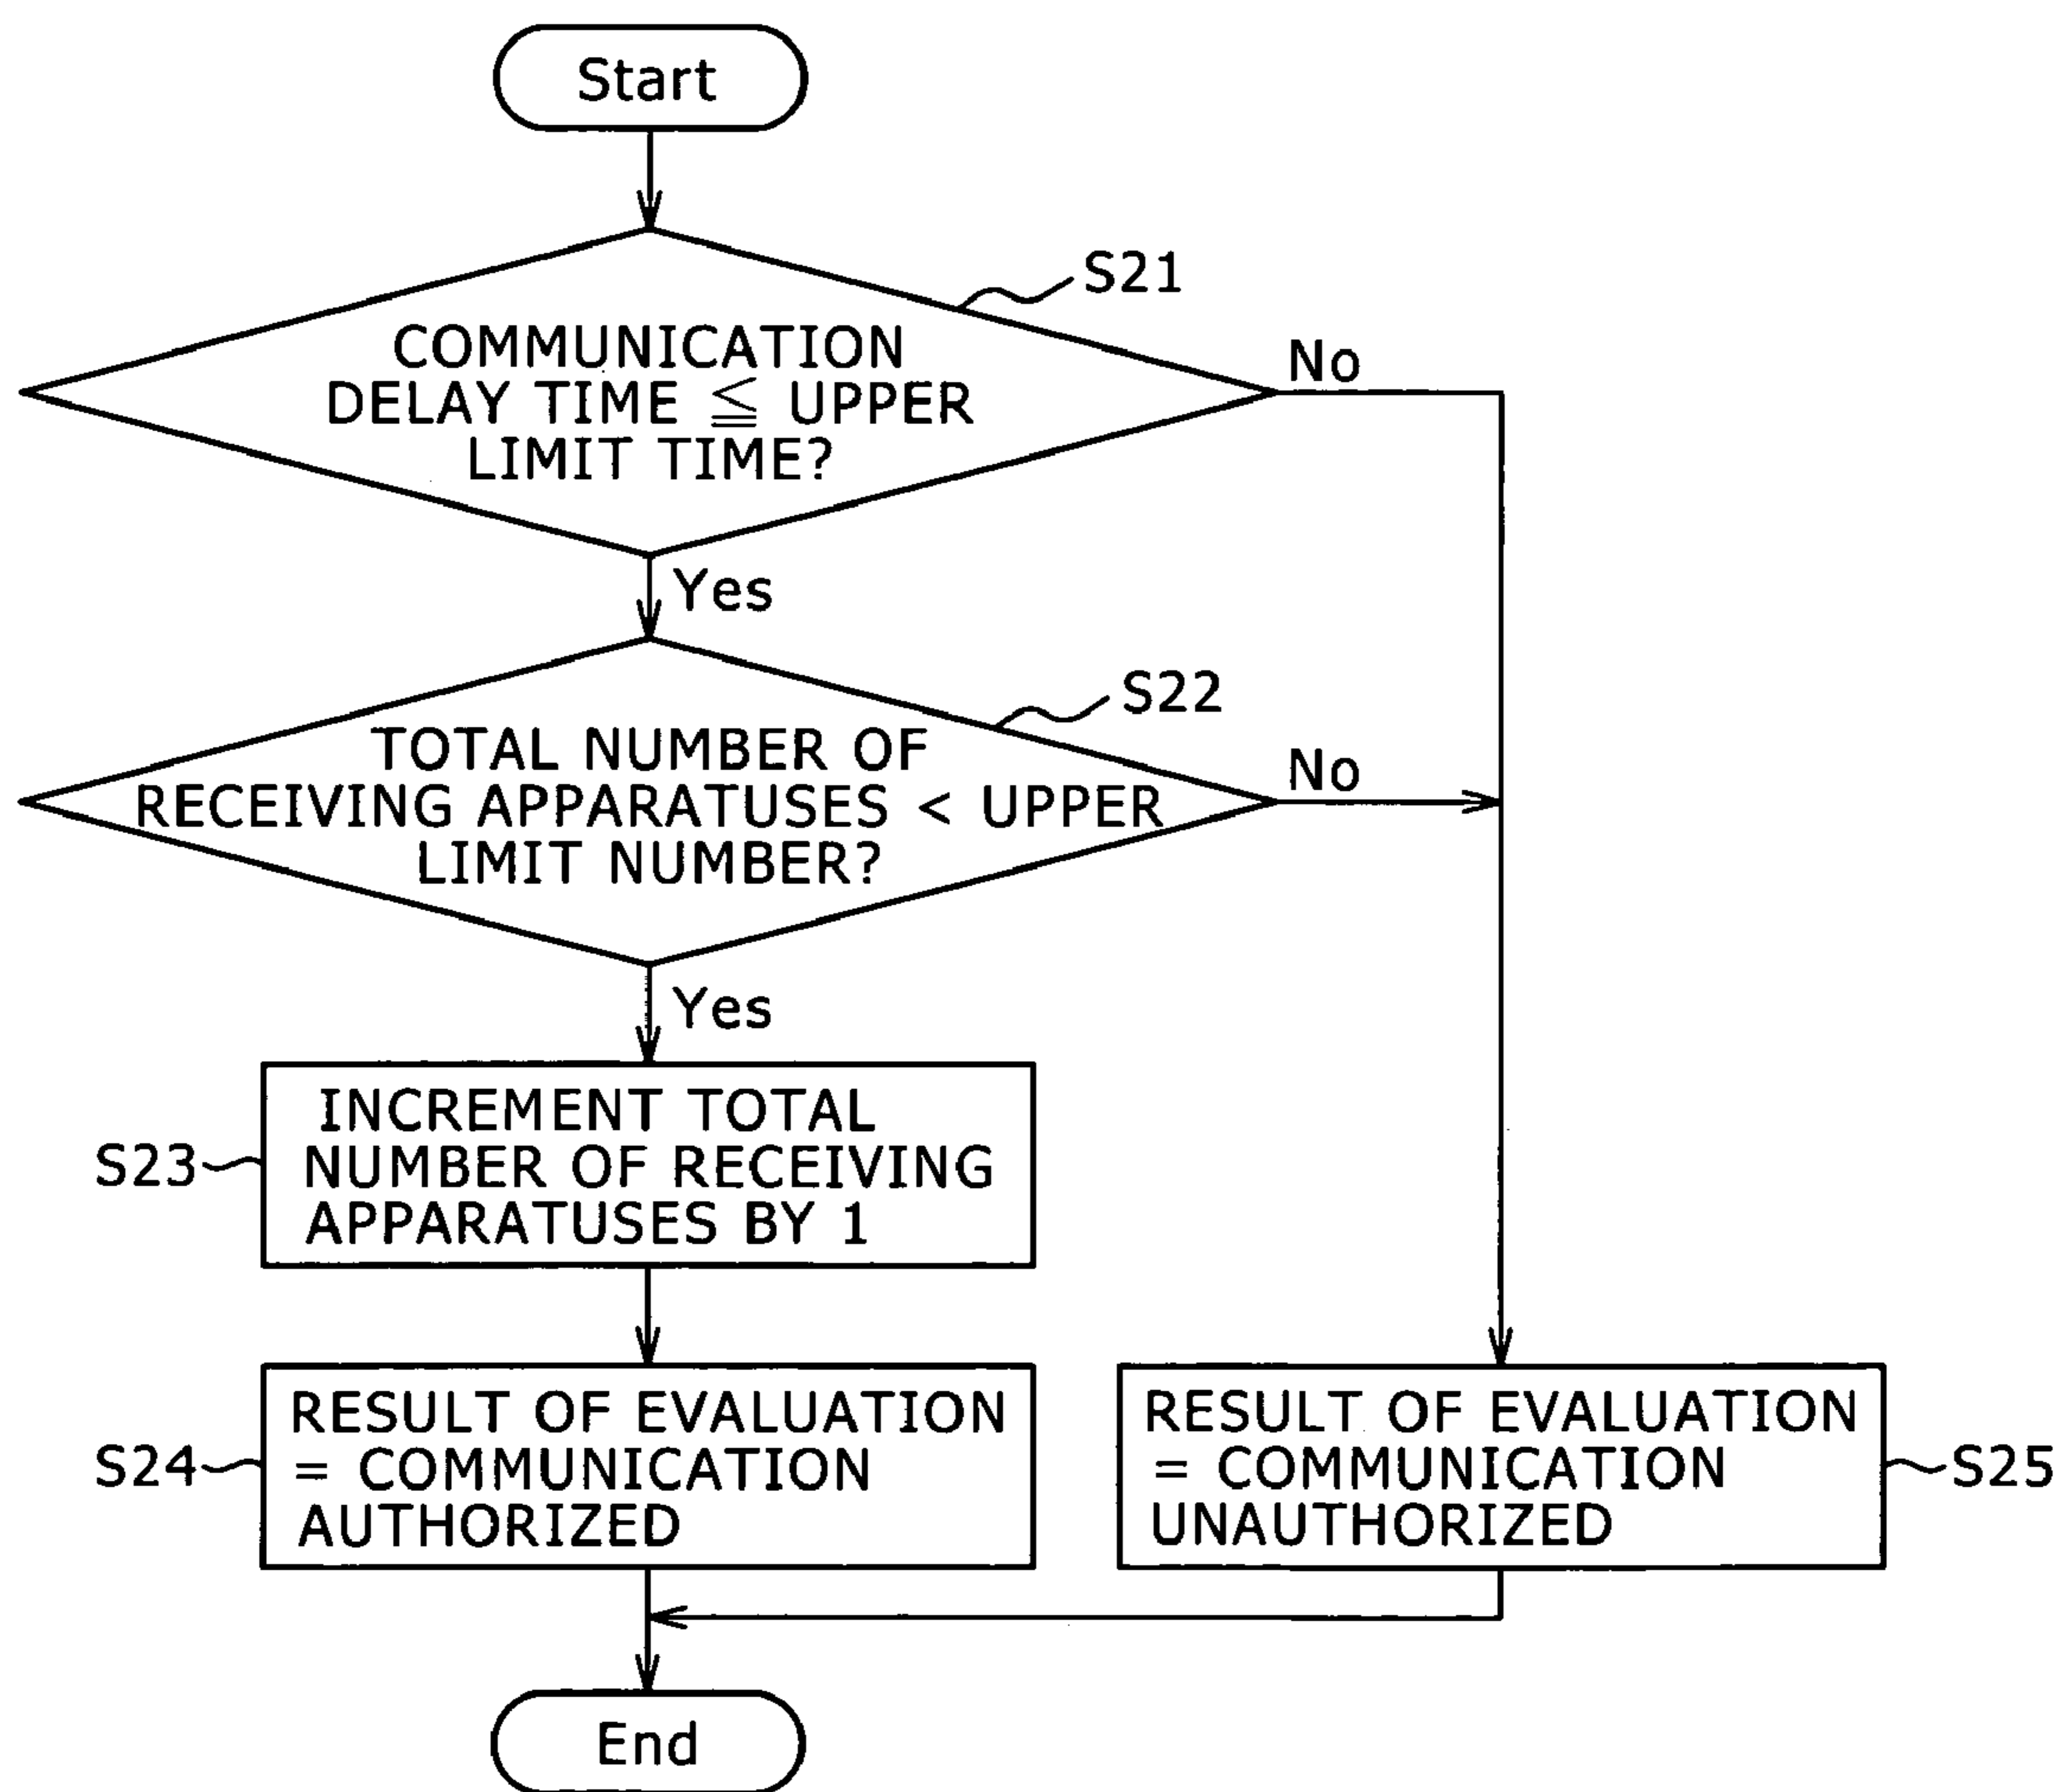 Start
S21
COMMUNICATION
DELAY TIME ≦ UPPER
LIMIT TIME?
No
Yes
S22
TOTAL NUMBER OF
RECEIVING APPARATUSES < UPPER
LIMIT NUMBER?
No
Yes
S23
INCREMENT TOTAL
NUMBER OF RECEIVING
APPARATUSES BY 1
S24
RESULT OF EVALUATION
= COMMUNICATION
AUTHORIZED
RESULT OF EVALUATION
= COMMUNICATION
UNAUTHORIZED
S25
End